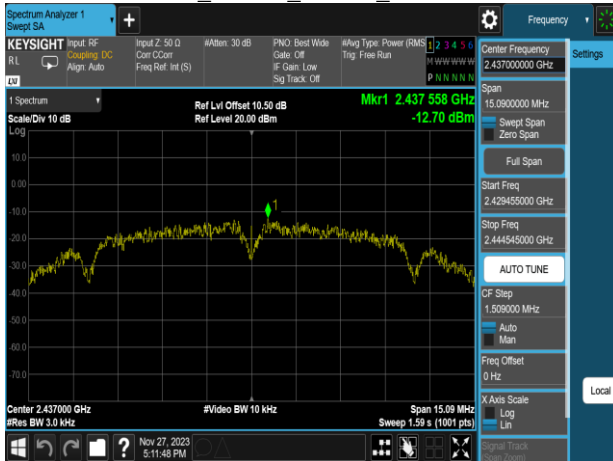 Spectrum Analyzer 1
Swept SA
+
Frequency
KEYSIGHT
RL
LXI
Input: RF
Coupling: DC
Align: Auto
Input Z: 50 Ω
Corr CCorr
Freq Ref: Int (S)
#Atten: 30 dB
PNO: Best Wide
Gate: Off
IF Gain: Low
Sig Track: Off
#Avg Type: Power (RMS
Trig: Free Run
1 2 3 4 5 6
M W W W W W
P N N N N N
Center Frequency
2.437000000 GHz
Settings
Span
15.0900000 MHz
Swept Span
Zero Span
Full Span
Start Freq
2.429455000 GHz
Stop Freq
2.444545000 GHz
AUTO TUNE
CF Step
1.509000 MHz
Auto
Man
Freq Offset
0 Hz
X Axis Scale
Log
Lin
Signal Track
(Span Zoom)
Local
1 Spectrum
Scale/Div 10 dB
Log
Ref Lvl Offset 10.50 dB
Ref Level 20.00 dBm
Mkr1 2.437 558 GHz
-12.70 dBm
1
10.0
0.00
-10.0
-20.0
-30.0
-40.0
-50.0
-60.0
-70.0
Center 2.437000 GHz
#Res BW 3.0 kHz
#Video BW 10 kHz
Span 15.09 MHz
Sweep 1.59 s (1001 pts)
?
Nov 27, 2023
5:11:48 PM